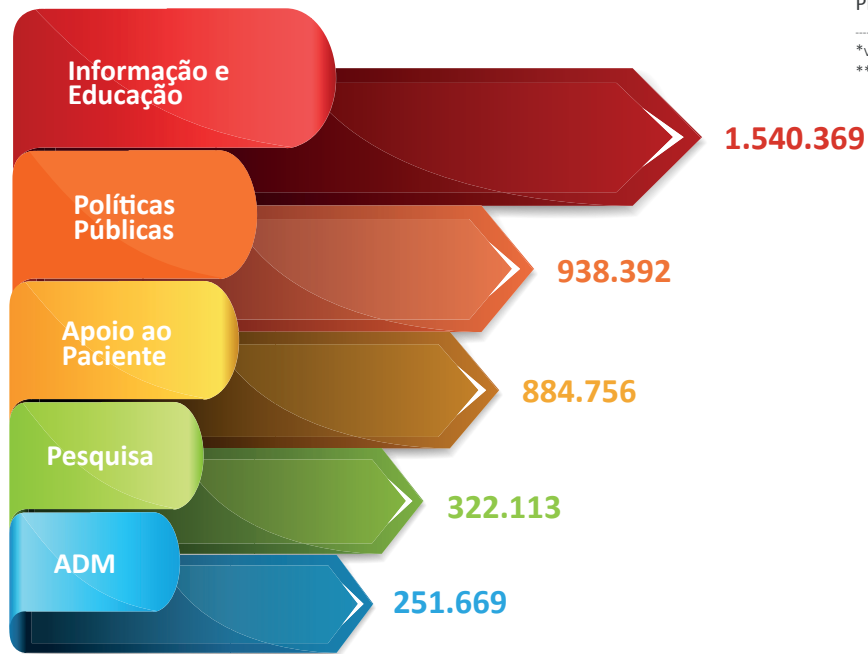 Informação e
Educação
1.540.369
Políticas
Públicas
938.392
Apoio ao
Paciente
884.756
Pesquisa
322.113
ADM
251.669